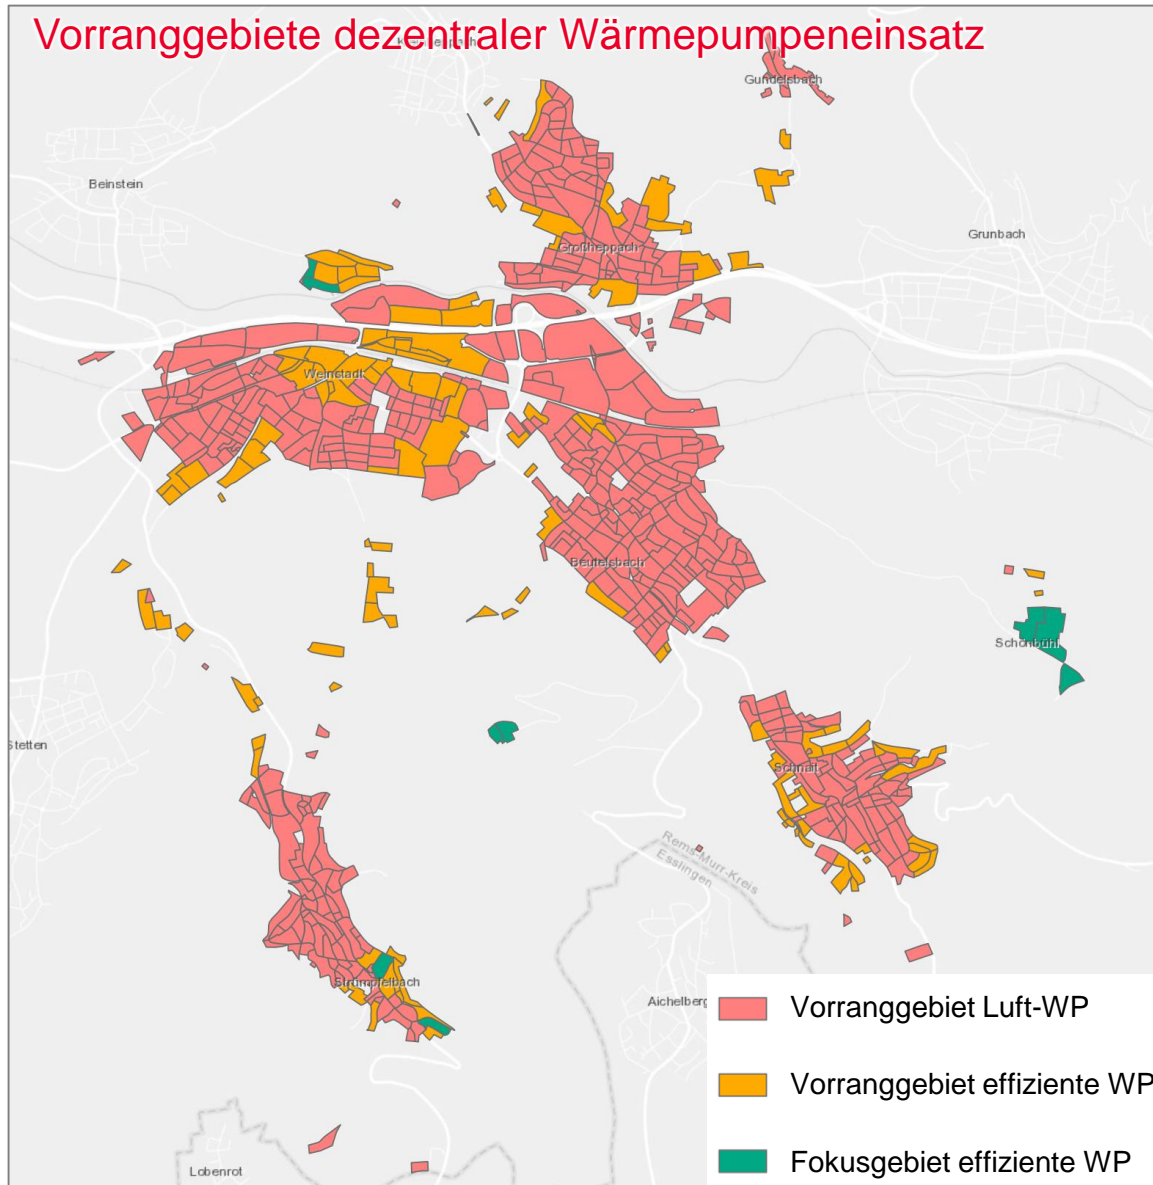 Vorranggebiete dezentraler Wärmepumpeneinsatz
Gundelsbach
Beinstein
Grunbach
Großheppach
Weinstadt
Beutelsbach
Schönbühl
Stetten
Schnait
Rems-Murr-Kreis
Esslingen
Strümpfelbach
Aichelberg
Lobenrot
Vorranggebiet Luft-WP
Vorranggebiet effiziente WP
Fokusgebiet effiziente WP